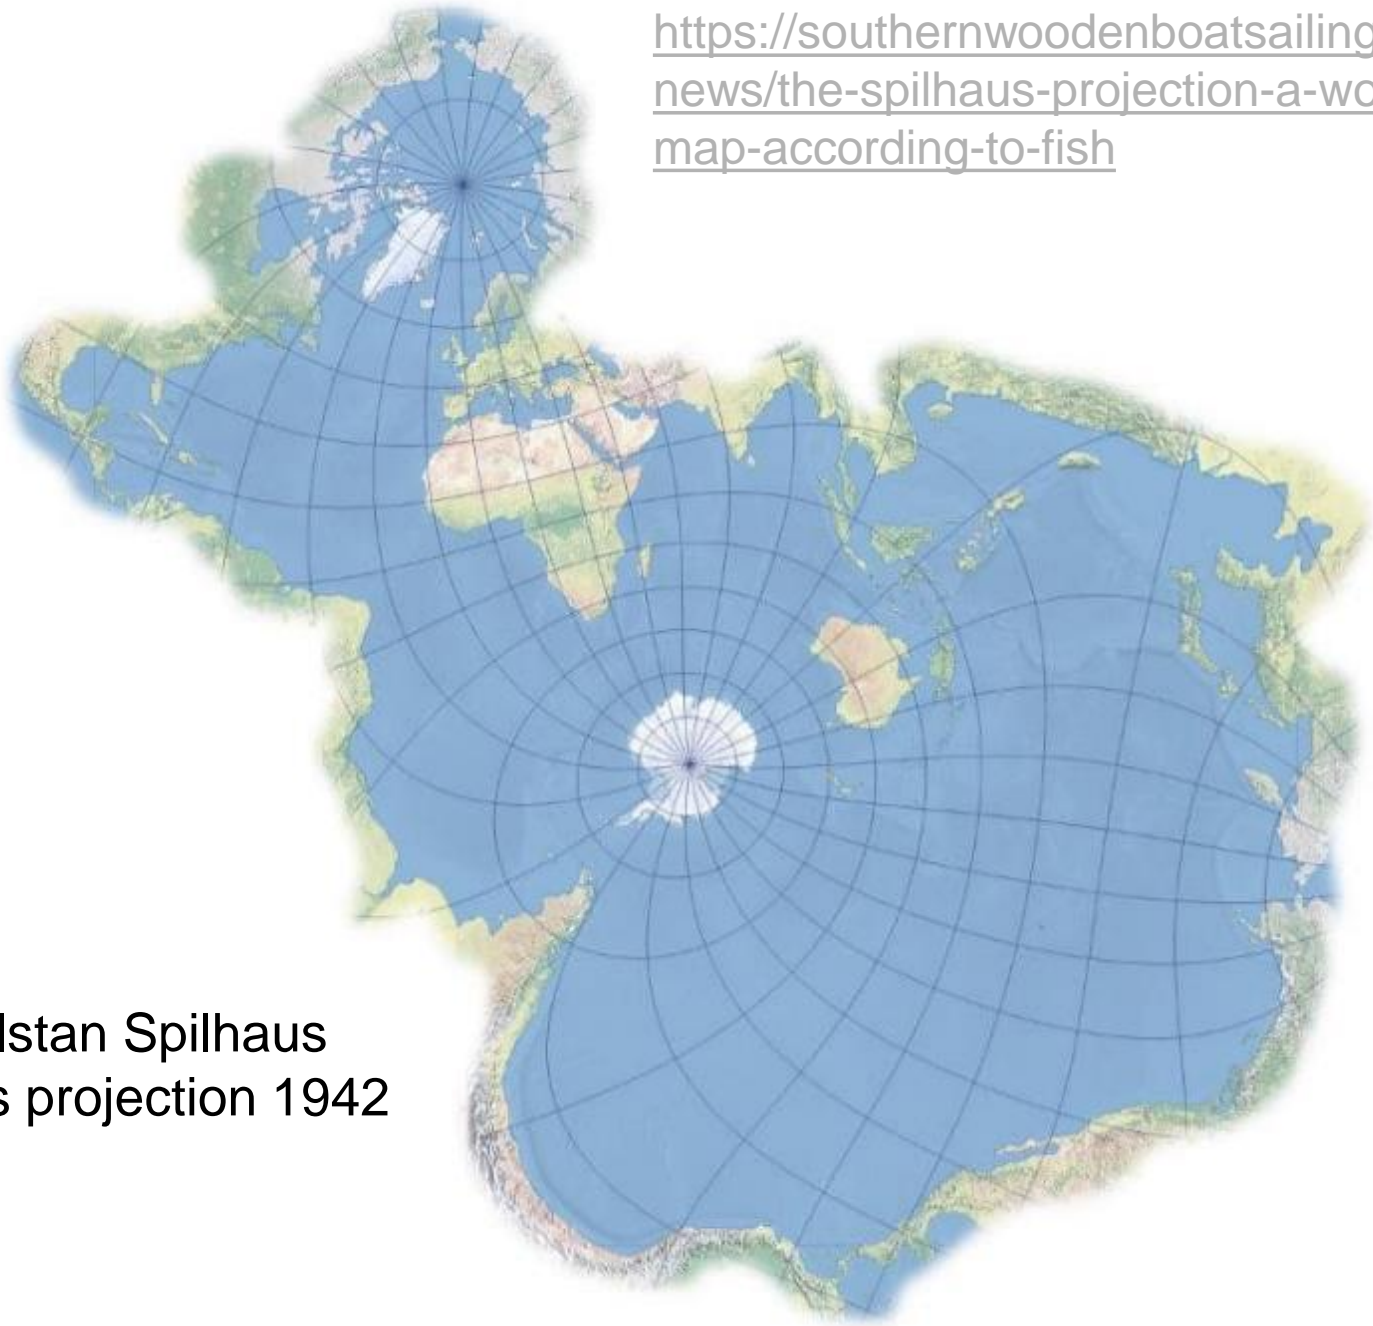 https://southernwoodenboatsailing
news/the-spilhaus-projection-a-wo
map-according-to-fish
lstan Spilhaus
s projection 1942